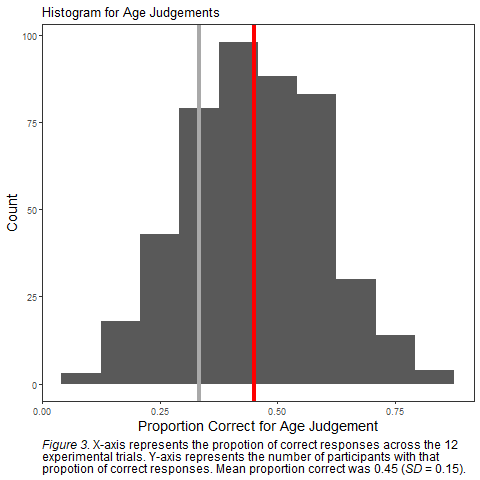 Histogram for Age Judgements
100
75
50
25
0
Count
0.00 0.25 0.50 0.75
Proportion Correct for Age Judgement
Figure 3. X-axis represents the propotion of correct responses across the 12
experimental trials. Y-axis represents the number of participants with that
propotion of correct responses. Mean proportion correct was 0.45 (SD = 0.15).